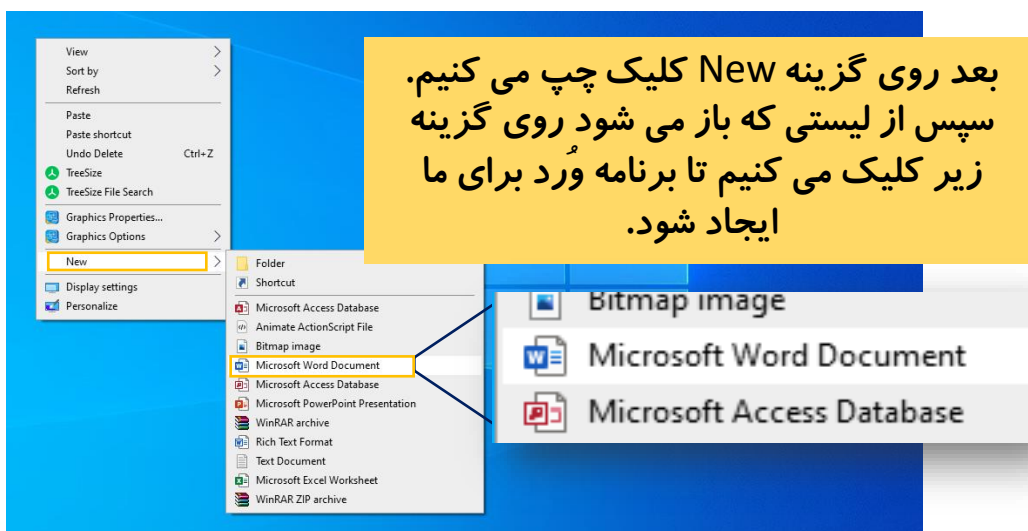 بعد روی گزینه New کلیک چپ می کنیم.
سپس از لیستی که باز می شود روی گزینه
زیر کلیک می کنیم تا برنامه وُرد برای ما
ایجاد شود.
View
Sort by
Refresh
Paste
Paste shortcut
Undo Delete Ctrl+Z
TreeSize
TreeSize File Search
Graphics Properties...
Graphics Options
New
Display settings
Personalize
Folder
Shortcut
Microsoft Access Database
Animate ActionScript File
Bitmap image
Microsoft Word Document
Microsoft Access Database
Microsoft PowerPoint Presentation
WinRAR archive
Rich Text Format
Text Document
Microsoft Excel Worksheet
WinRAR ZIP archive
Bitmap image
Microsoft Word Document
Microsoft Access Database